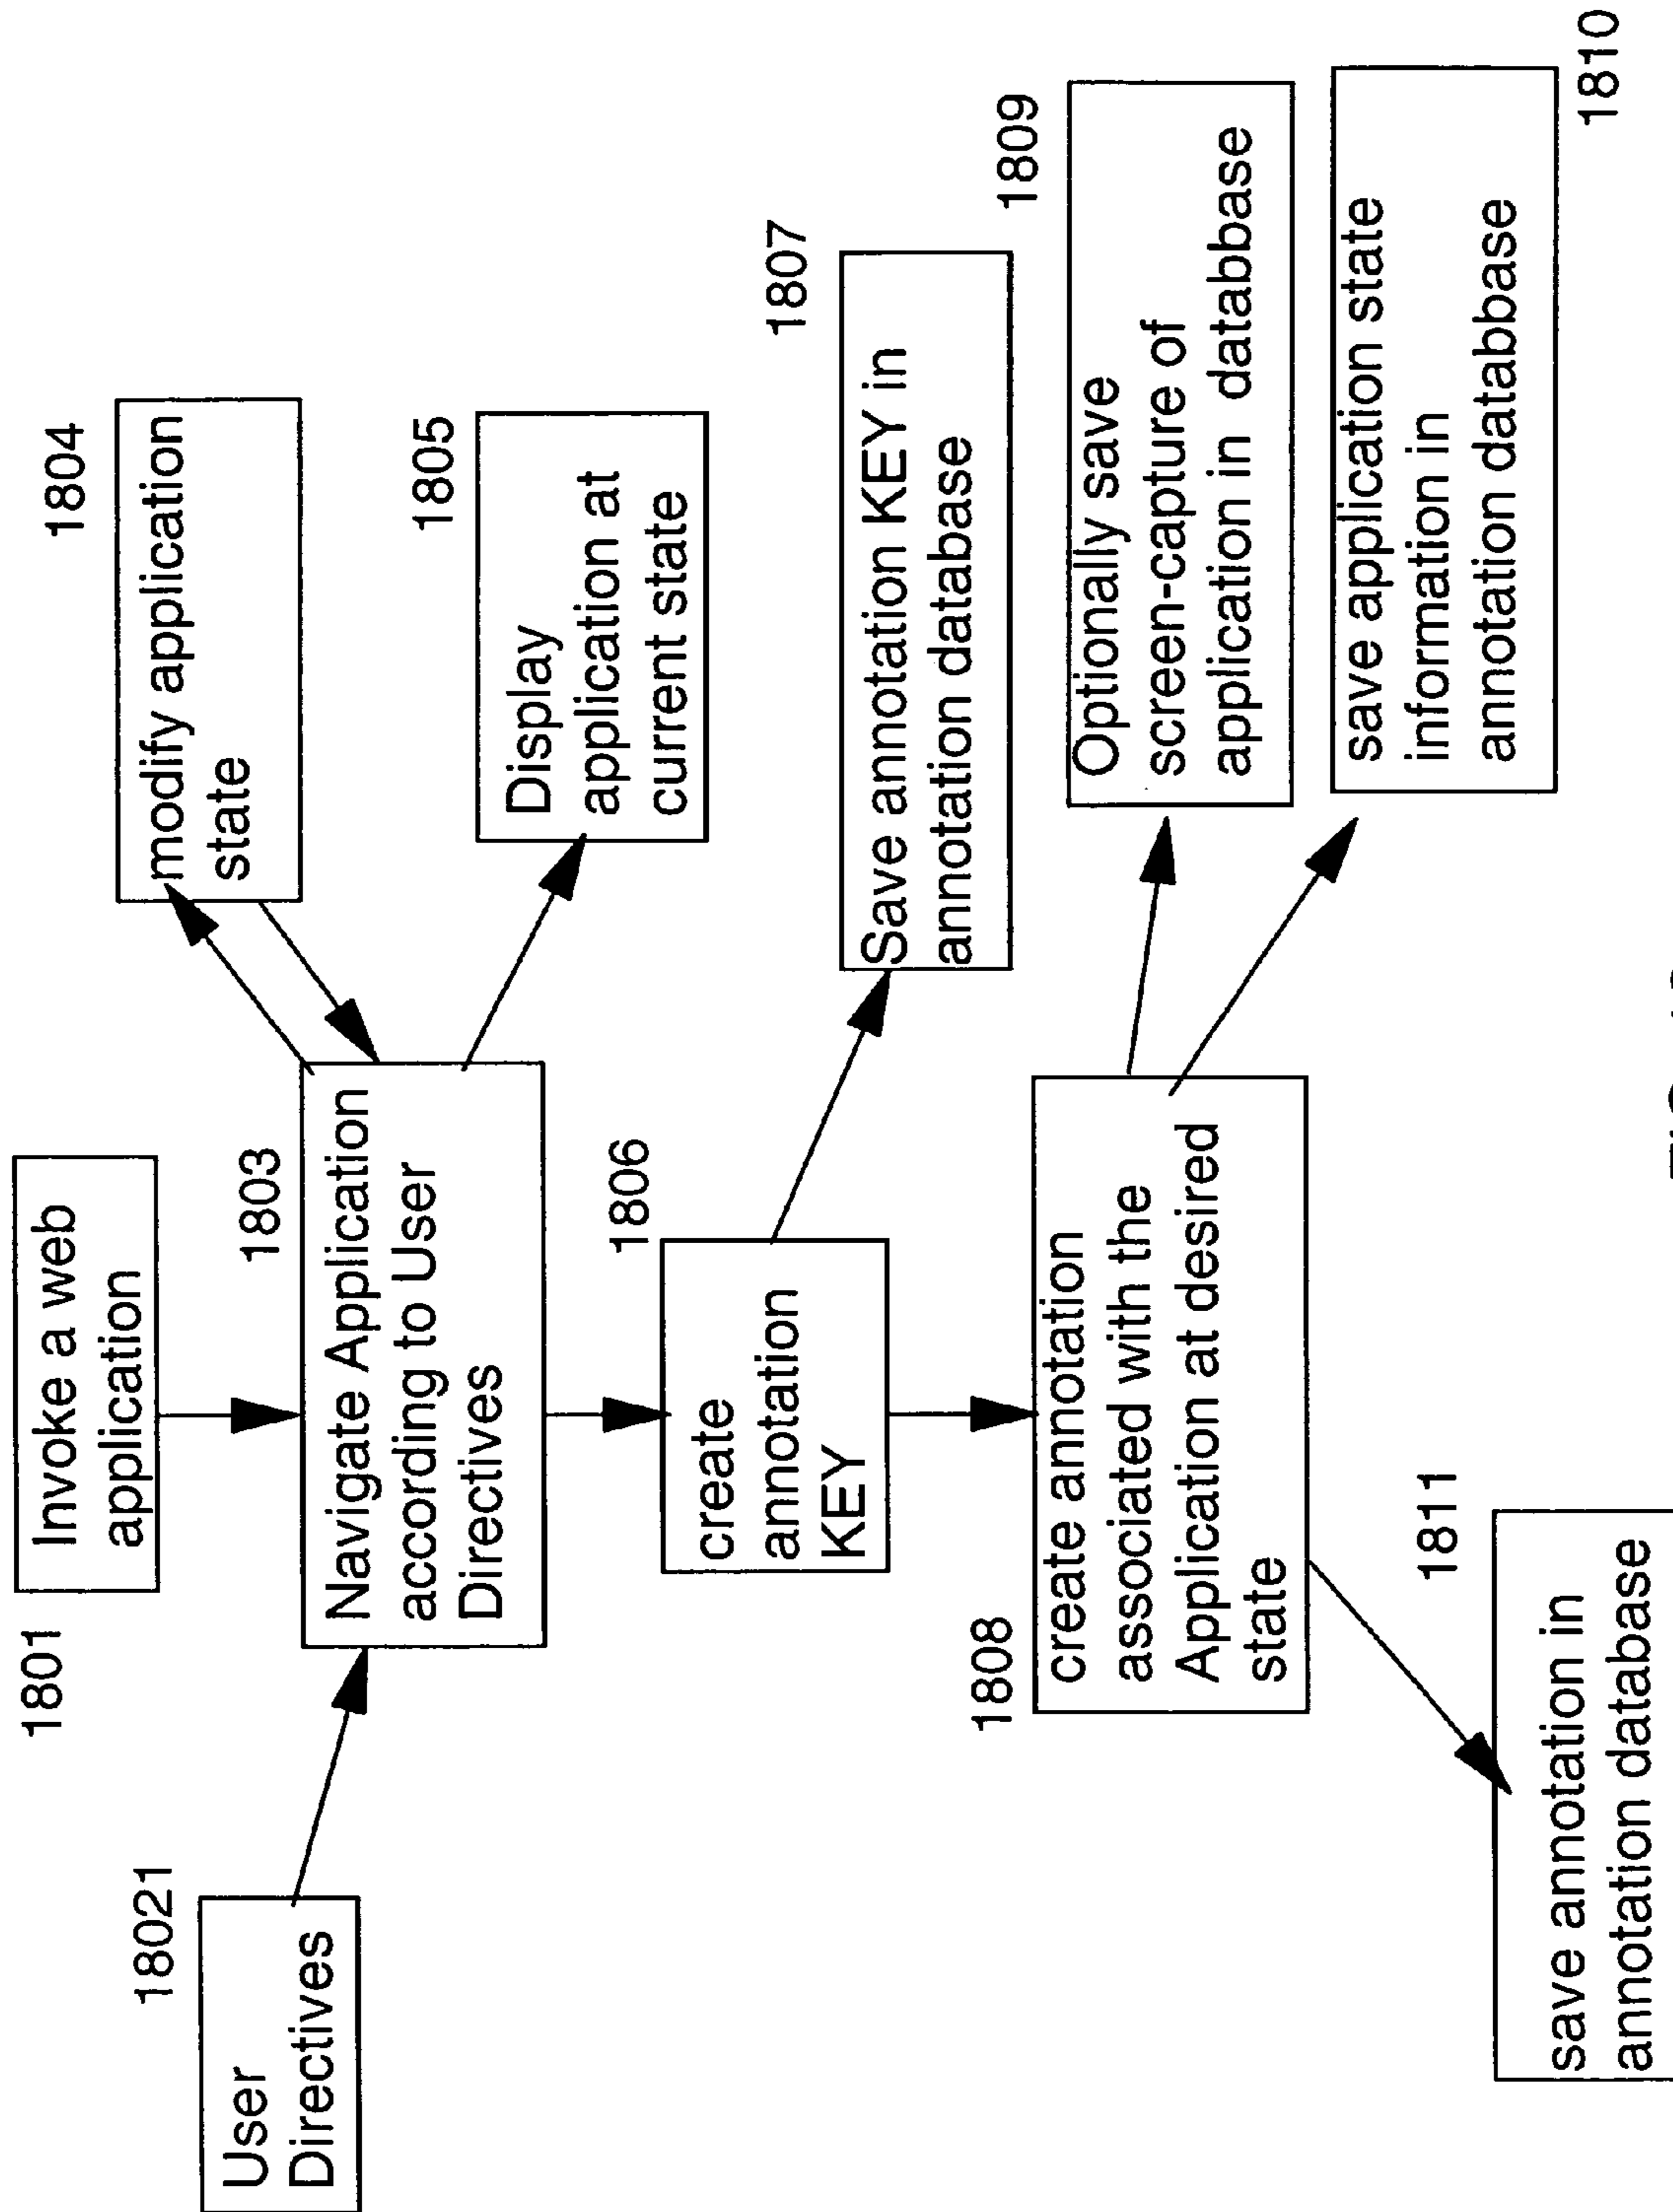 1801
Invoke a web
application
18021
User
Directives
1803
Navigate Application
according to User
Directives
1804
modify application
state
1805
Display
application at
current state
1806
create
annotation
KEY
1807
Save annotation KEY in
annotation database
1808
create annotation
associated with the
Application at desired
state
1809
Optionally save
screen-capture of
application in databbase
save application state
information in
annotation databbase
1810
1811
save annotation in
annotation database